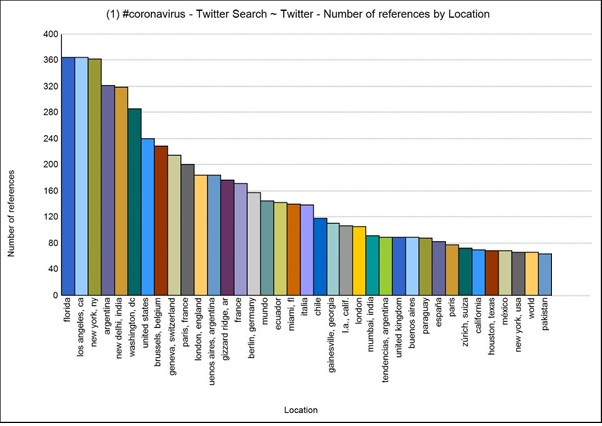 (1) #coronavirus - Twitter Search ~ Twitter - Number of references by Location
400
360
320
280
240
200
160
120
80
40
0
Number of references
florida
los angeles, ca
new york, ny
argentina
new delhi, india
washington, dc
united states
brussels, belgium
geneva, switzerland
paris, france
london, england
uenos aires, argentina
gizzard ridge, ar
france
berlin, germany
mundo
ecuador
miami, fl
italia
chile
gainesville, georgia
l.a., calif.
london
mumbai, india
tendencias, argentina
united kingdom
buenos aires
paraguay
españa
paris
zürich, suiza
california
houston, texas
méxico
new york, usa
world
pakistan
Location